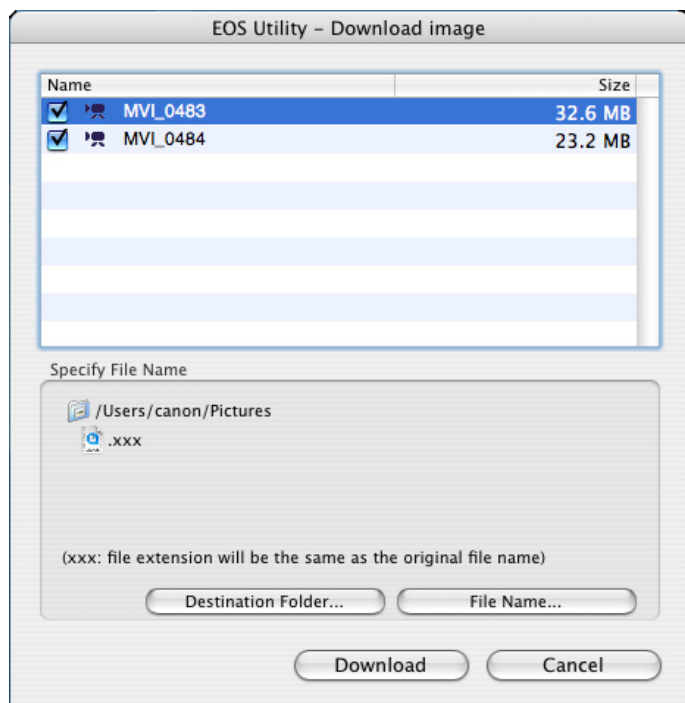 EOS Utility – Download image
Name Size
MVI_0483 32.6 MB
MVI_0484 23.2 MB
Specify File Name
/Users/canon/Pictures
.xxx
(xxx: file extension will be the same as the original file name)
Destination Folder... File Name...
Download Cancel